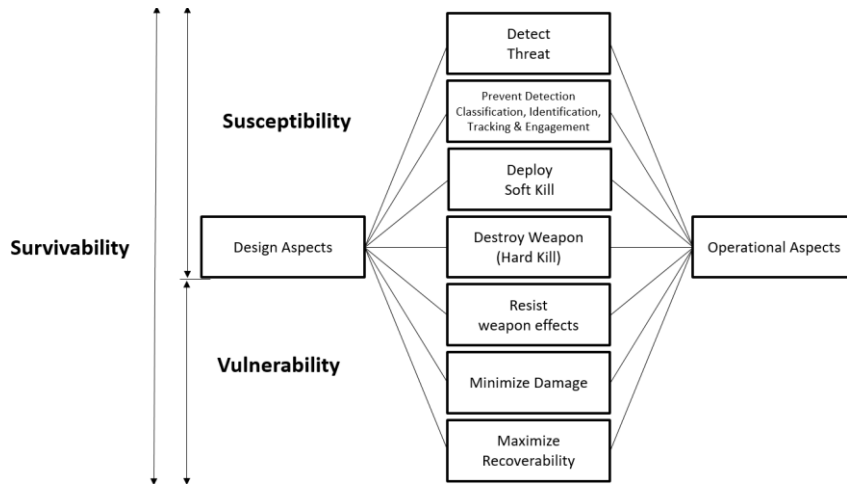 Detect
Threat
Prevent Detection
Classification, Identification,
Tracking & Engagement
Susceptibility
Deploy
Soft Kill
Survivability
Design Aspects
Destroy Weapon
(Hard Kill)
Operational Aspects
Resist
weapon effects
Vulnerability
Minimize Damage
Maximize
Recoverability